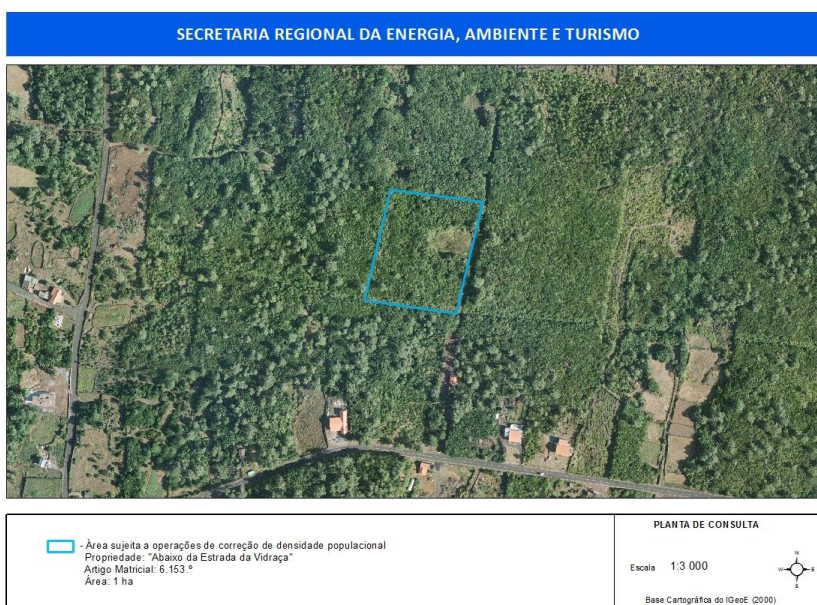 SECRETARIA REGIONAL DA ENERGIA, AMBIENTE E TURISMO
- Área sujeita a operações de correção de densidade populacional
Propriedade: "Abaixo da Estrada da Vidraça"
Artigo Matricial: 6.153.º
Área: 1 ha
PLANTA DE CONSULTA
Escala 1:3 000
N
W E
S
Base Cartográfica do IGeoE (2000)